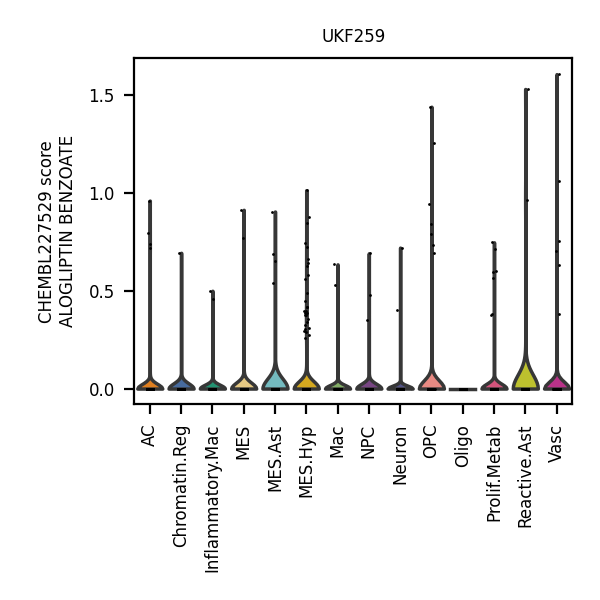 UKF259
CHEMBL227529 score
ALOGLIPTIN BENZOATE
1.5
1.0
0.5
0.0
AC
Chromatin.Reg
Inflammatory.Mac
MES
MES.Ast
MES.Hyp
Mac
NPC
Neuron
OPC
Oligo
Prolif.Metab
Reactive.Ast
Vasc